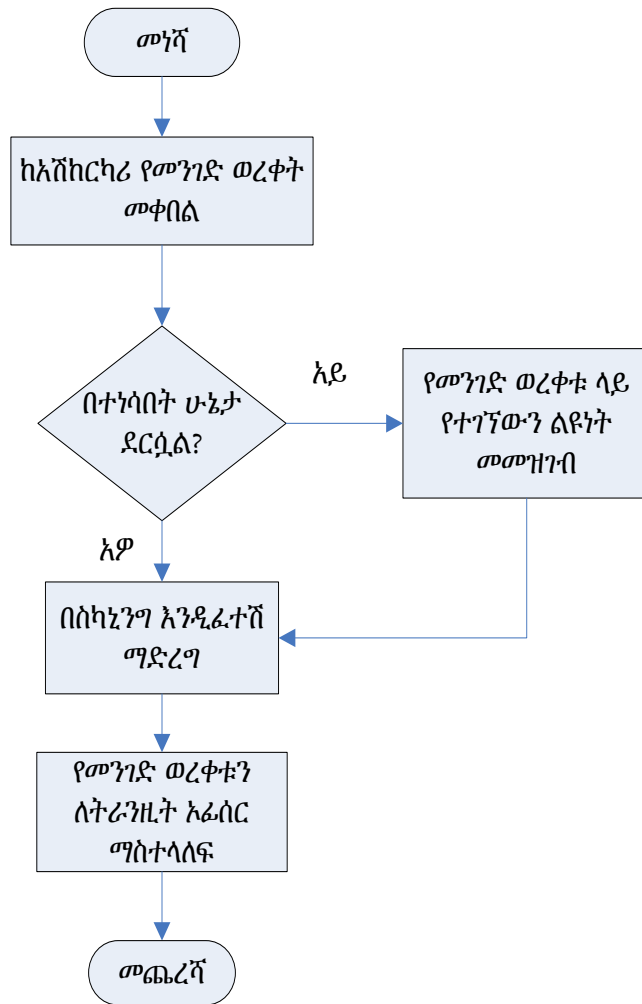 መነሻ
ከአሽከርካሪ የመንገድ ወረቀት
መቀበል
በተነሳበት ሁኔታ
ደርሷል?
አይ
የመንገድ ወረቀቱ ላይ
የተገኘውን ልዩነት
መመዝገብ
አዎ
በስካኒንግ እንዲፈተሽ
ማድረግ
የመንገድ ወረቀቱን
ለትራንዚት ኦፊሰር
ማስተላለፍ
መጨረሻ